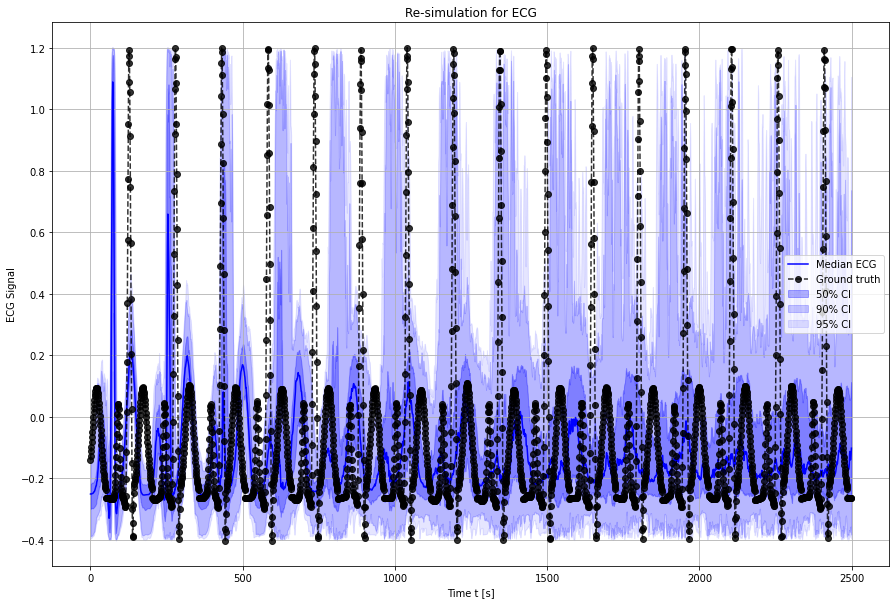 Re-simulation for ECG
1.2
1.0
0.8
0.6
0.4
0.2
0.0
−0.2
−0.4
ECG Signal
Median ECG
Ground truth
50% CI
90% CI
95% CI
0
500
1000
1500
2000
2500
Time t [s]